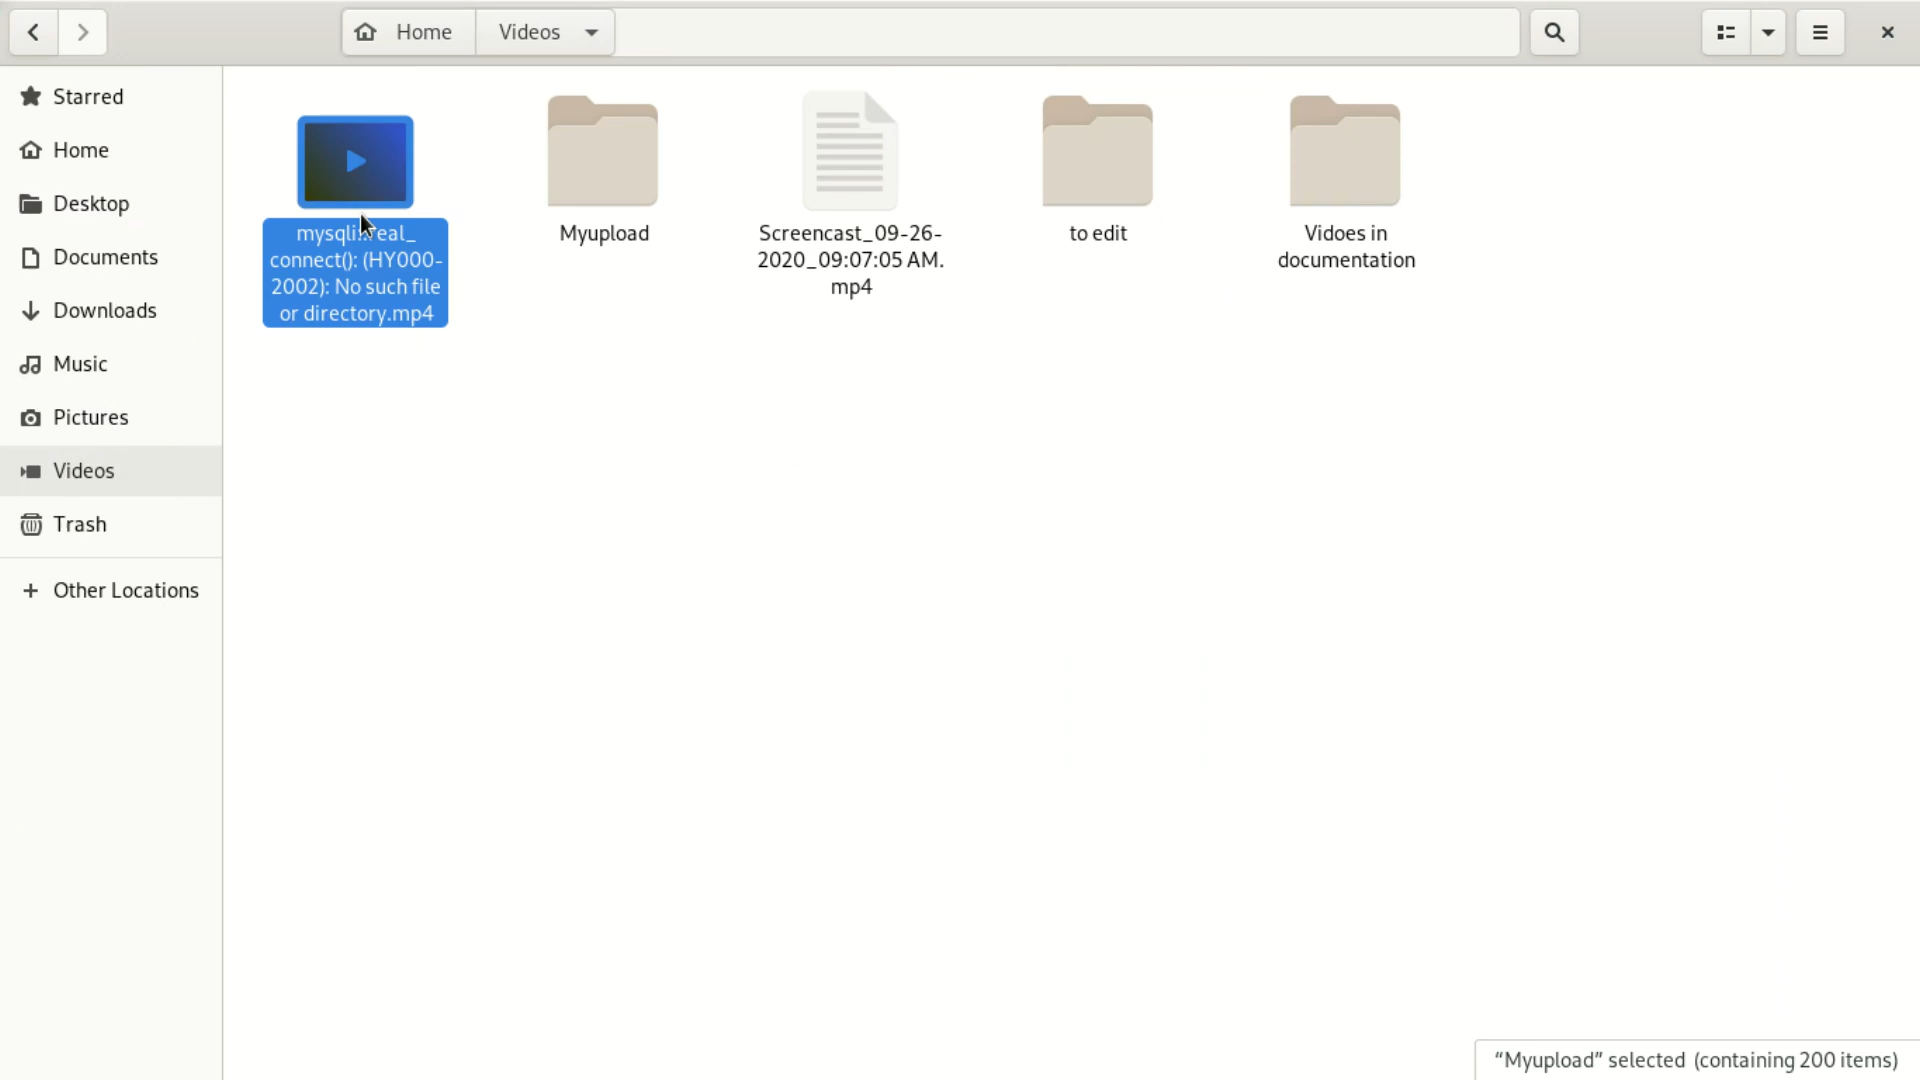 Home
Videos
Starred
Home
Desktop
Documents
Downloads
Music
Pictures
Videos
Trash
Other Locations
connect(): (HY000-
2002): No such file
or directory.mp4
Myupload
Screencast_09-26-
2020_09:07:05 AM.
mp4
to edit
Vidoes in
documentation
“Myupload” selected (containing 200 items)